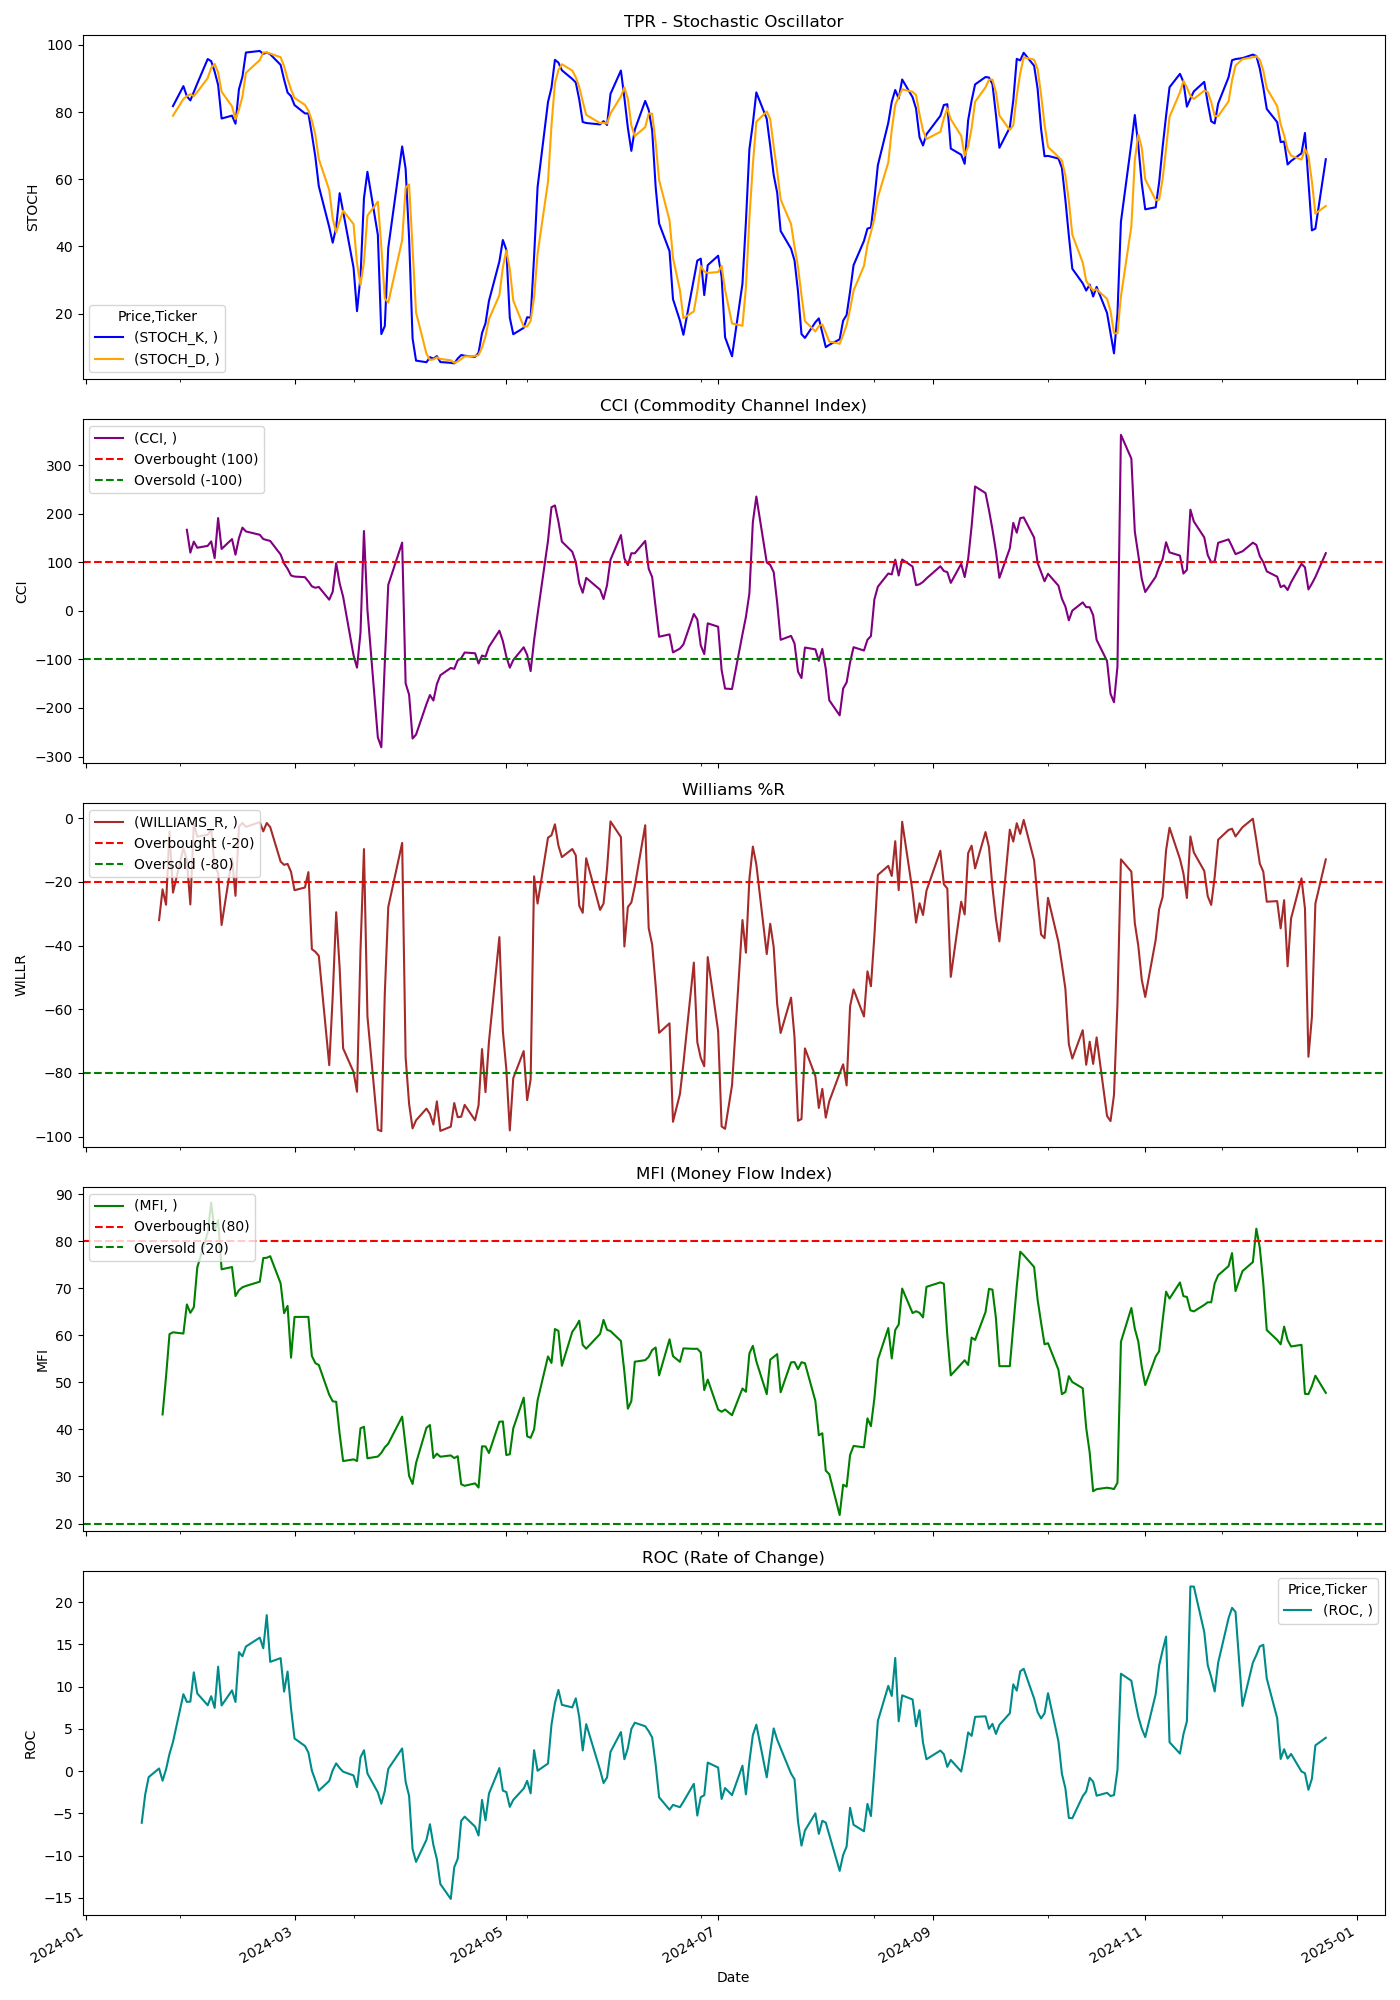 TPR - Stochastic Oscillator
100
80
60
40
20
STOCH
Price,Ticker
(STOCH_K, )
(STOCH_D, )
CCI (Commodity Channel Index)
300
200
100
0
−100
−200
−300
CCI
(CCI, )
Overbought (100)
Oversold (-100)
Williams %R
0
−20
−40
−60
−80
−100
WILLR
(WILLIAMS_R, )
Overbought (-20)
Oversold (-80)
MFI (Money Flow Index)
90
80
70
60
50
40
30
20
MFI
(MFI, )
Overbought (80)
Oversold (20)
ROC (Rate of Change)
20
15
10
5
0
−5
−10
−15
ROC
Price,Ticker
(ROC, )
2024-01
2024-03
2024-05
2024-07
2024-09
2024-11
2025-01
Date